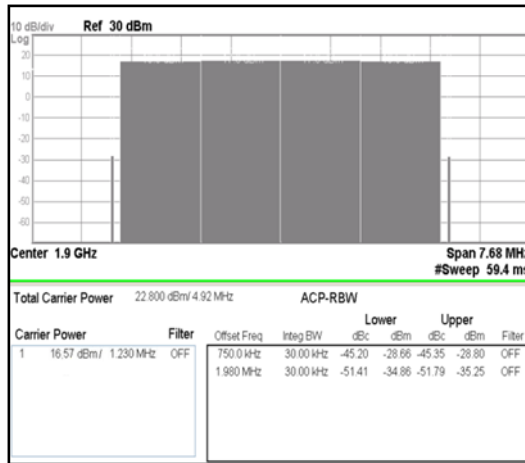 10 dB/div Ref 30 dBm
Log
20
10
0
-10
-20
-30
-40
-50
-60
Center 1.9 GHz Span 7.68 MHz
#Sweep 59.4 ms
Total Carrier Power 22.800 dBm/ 4.92 MHz ACP-RBW
Lower Upper
Carrier Power Filter Offset Freq Integ BW dBc dBm dBc dBm Filter
1 16.57 dBm / 1.230 MHz OFF 750.0 kHz 30.00 kHz -45.20 -28.66 -45.35 -28.80 OFF
1.980 MHz 30.00 kHz -51.41 -34.86 -51.79 -35.25 OFF